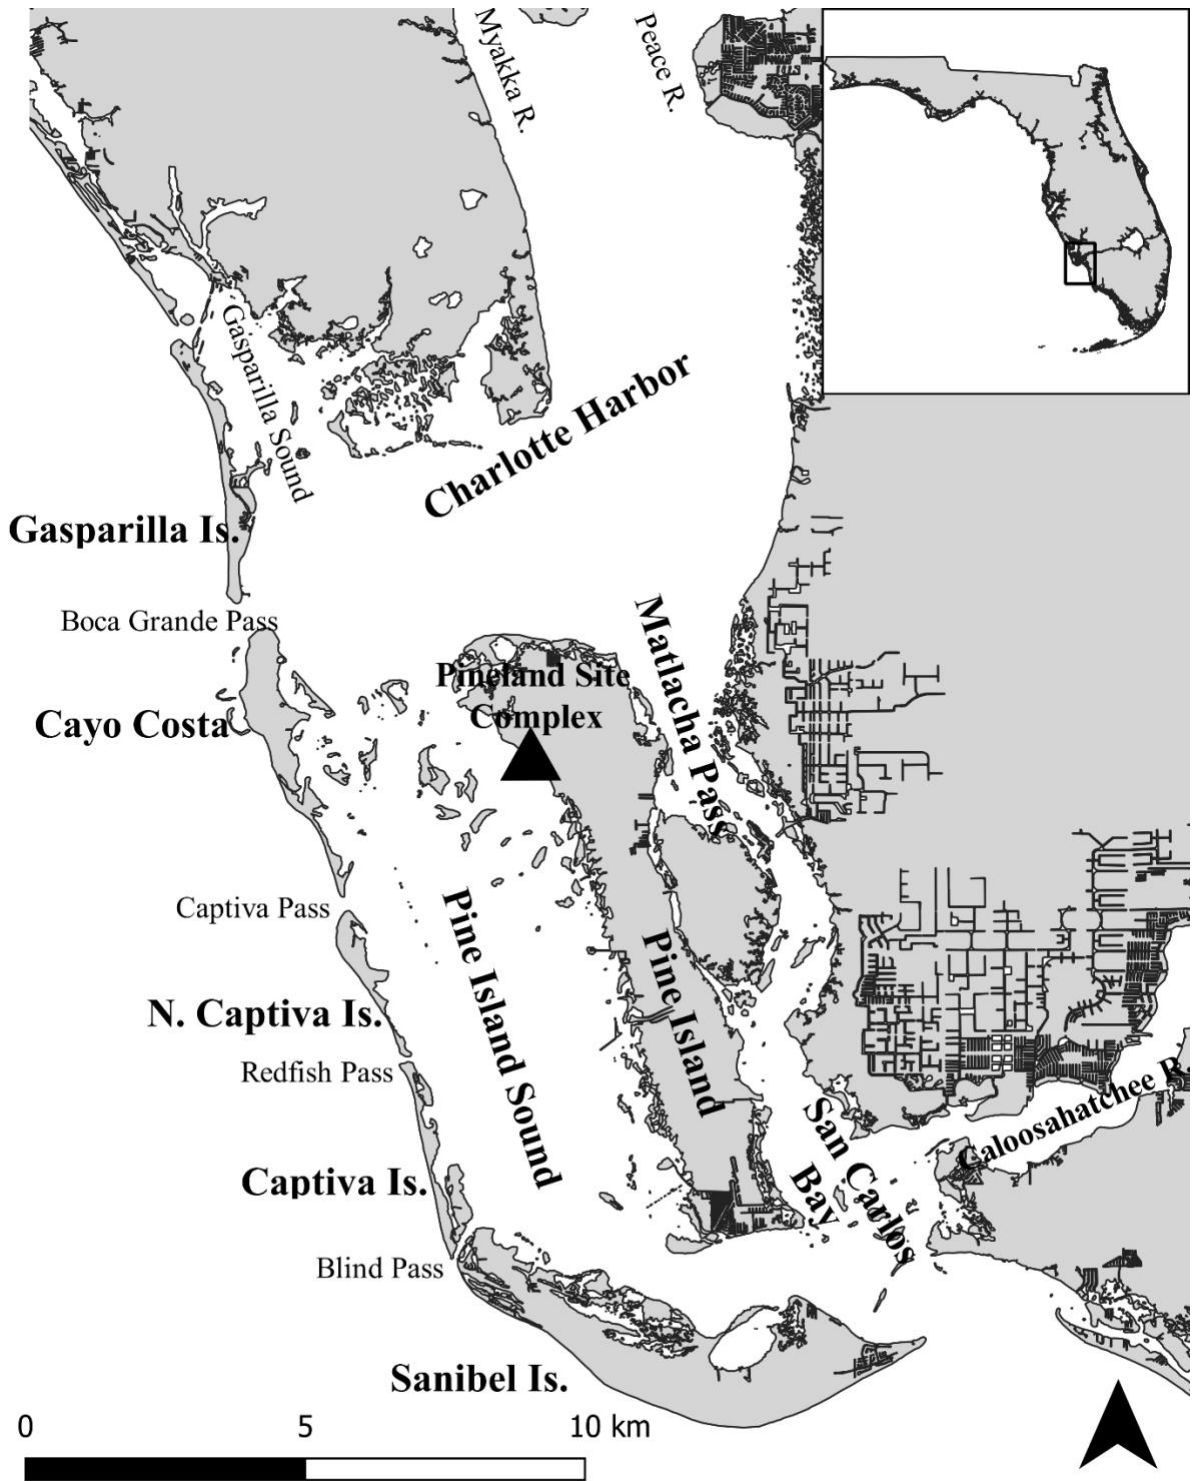 Myakka R.
Peace R.
Gasparilla Sound
Charlotte Harbor
Gasparilla Is.
Boca Grande Pass
Matlacha Pass
Pineland Site
Complex
Cayo Costa
Captiva Pass
Pine Island Sound
Pine Island
N. Captiva Is.
Redfish Pass
San Carlos
Bay
Caloosahatchee R.
Captiva Is.
Blind Pass
Sanibel Is.
0 5 10 km